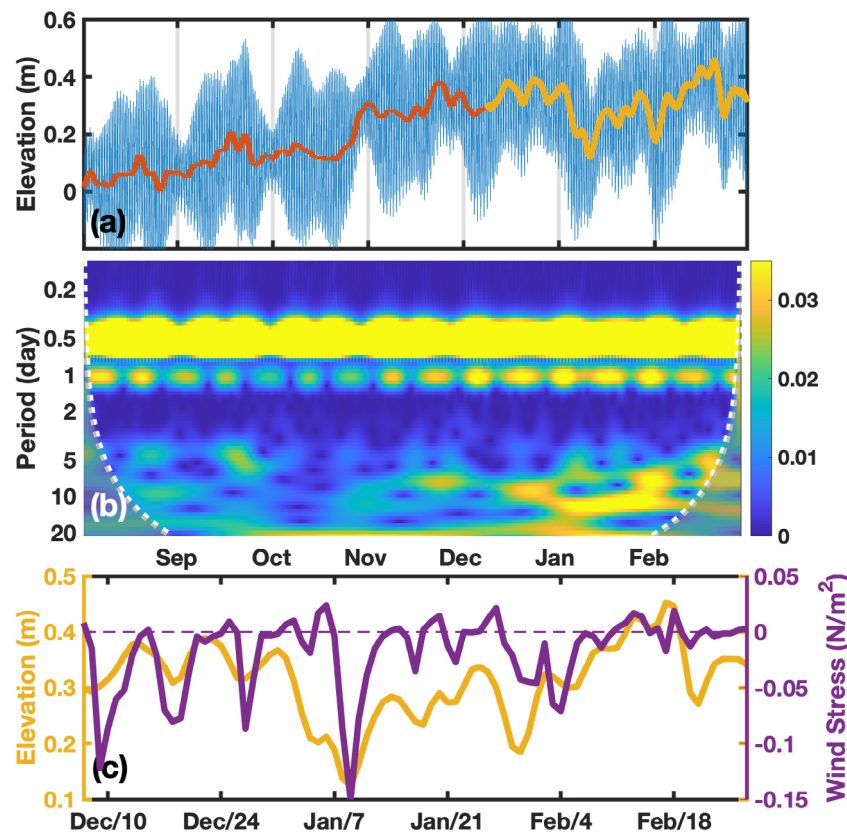 0.6
0.4
0.2
0
Elevation (m)
(a)
0.2
0.5
1
2
5
10
20
Period (day)
(b)
0.03
0.02
0.01
0
Sep Oct Nov Dec Jan Feb
0.5
0.4
0.3
0.2
0.1
Elevation (m)
(c)
0.05
0
-0.05
-0.1
-0.15
Wind Stress (N/m²)
Dec/10 Dec/24 Jan/7 Jan/21 Feb/4 Feb/18